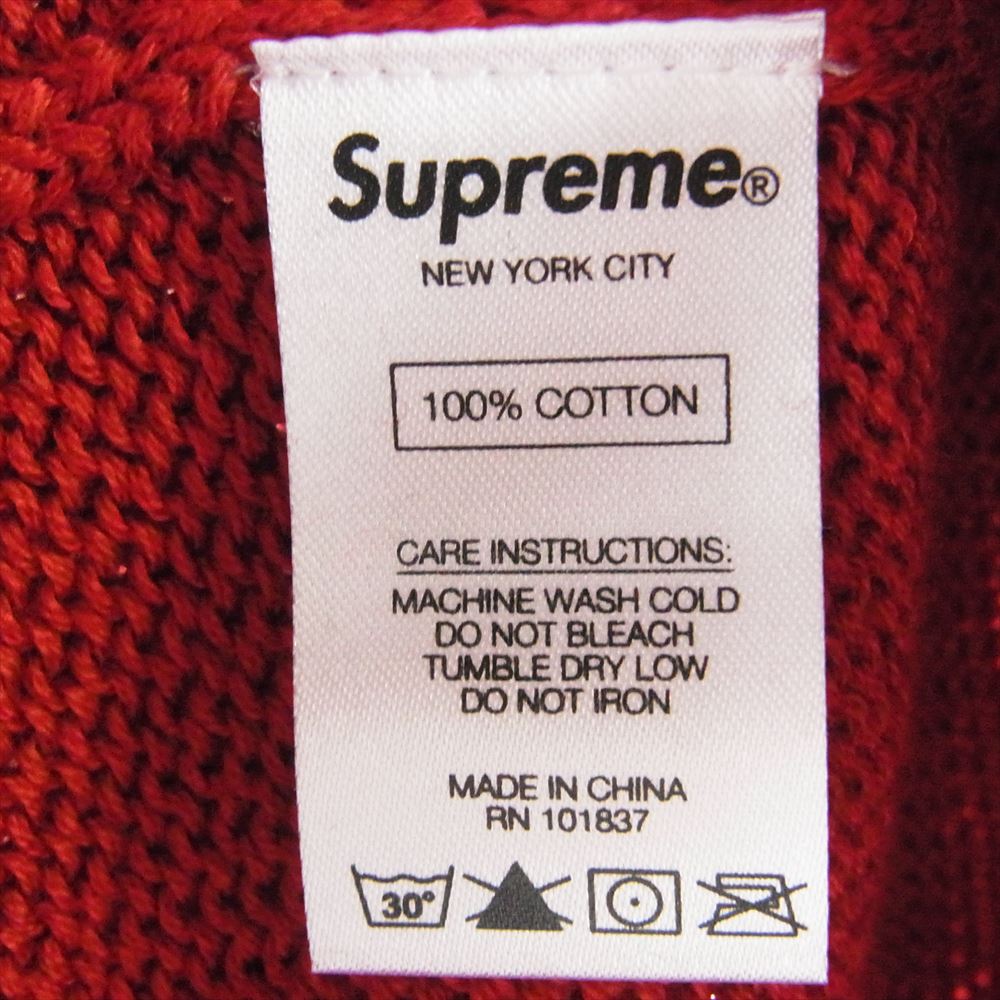 Supreme®
NEW YORK CITY
100% COTTON
CARE INSTRUCTIONS:
MACHINE WASH COLD
DO NOT BLEACH
TUMBLE DRY LOW
DO NOT IRON
MADE IN CHINA
RN 101837
30°